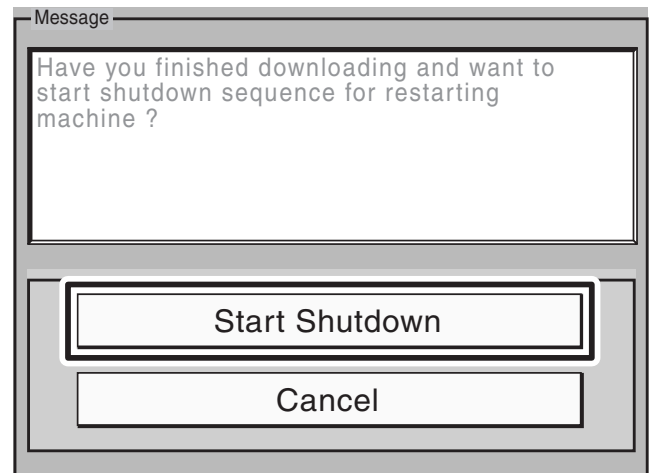 Message
Have you finished downloading and want to
start shutdown sequence for restarting
machine ?
Start Shutdown
Cancel